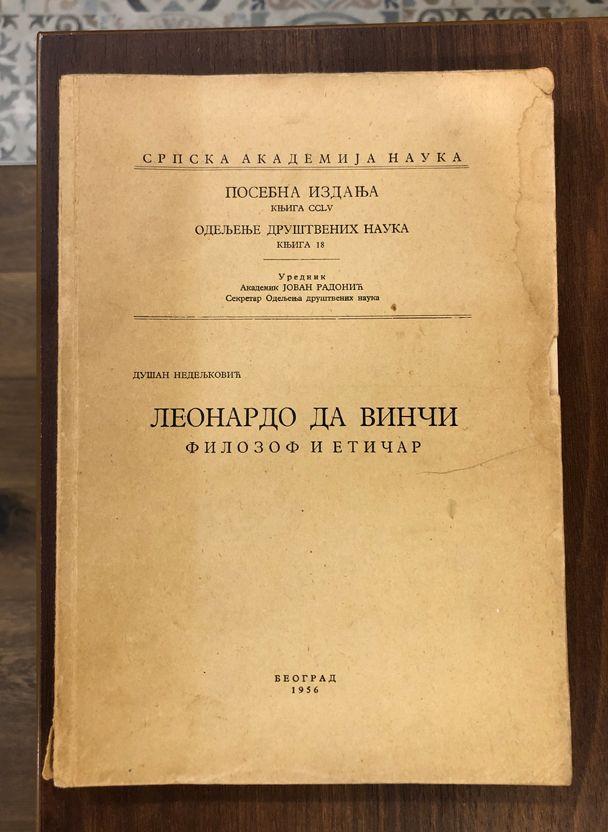 СРПСКА АКАДЕМИЈА НАУКА
ПОСЕБНА ИЗДАЊА
КЊИГА CCLV
ОДЕЉЕЊЕ ДРУШТВЕНИХ НАУКА
КЊИГА 18
Уредник
Академик ЈОВАН РАДОНИЋ
Секретар Одељења друштвених наука
ДУШАН НЕДЕЉКОВИЋ
ЛЕОНАРДО ДА ВИНЧИ
ФИЛОЗОФ И ЕТИЧАР
БЕОГРАД
1956